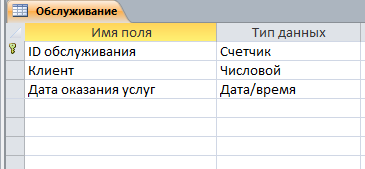 Обслуживание
Имя поля Тип данных
ID обслуживания Счетчик
Клиент Числовой
Дата оказания услуг Дата/время